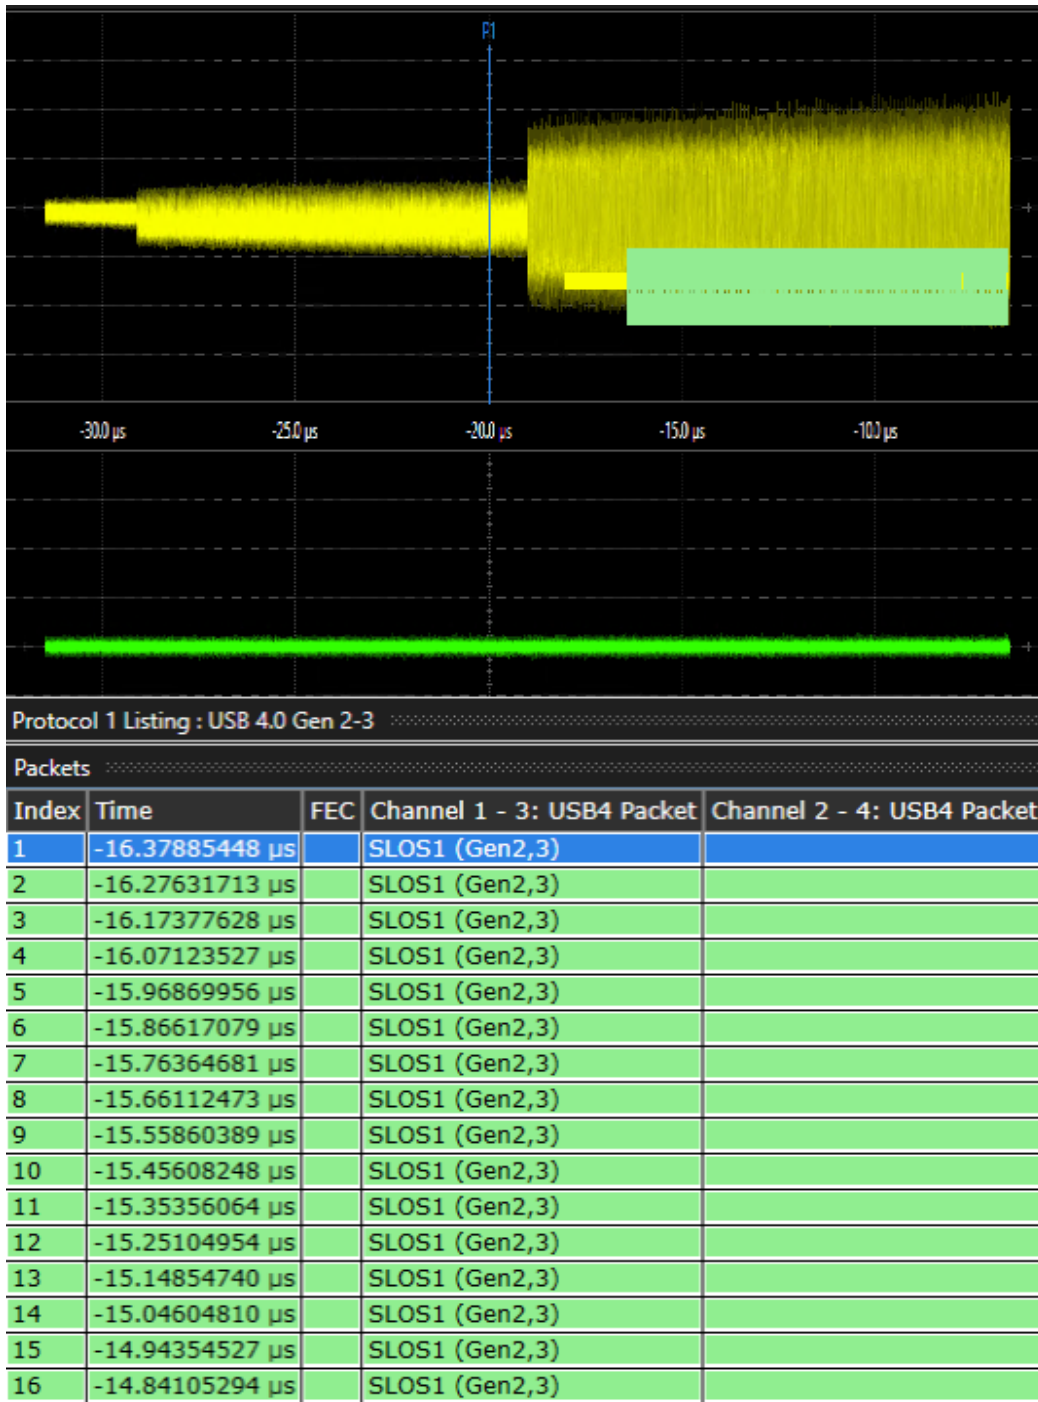 P1
-30.0 µs -25.0 µs -20.0 µs -15.0 µs -10.0 µs
Protocol 1 Listing : USB 4.0 Gen 2-3
Packets
Index Time FEC Channel 1 - 3: USB4 Packet Channel 2 - 4: USB4 Packet
1 -16.37885448 µs SLOS1 (Gen2,3)
2 -16.27631713 µs SLOS1 (Gen2,3)
3 -16.17377628 µs SLOS1 (Gen2,3)
4 -16.07123527 µs SLOS1 (Gen2,3)
5 -15.96869956 µs SLOS1 (Gen2,3)
6 -15.86617079 µs SLOS1 (Gen2,3)
7 -15.76364681 µs SLOS1 (Gen2,3)
8 -15.66112473 µs SLOS1 (Gen2,3)
9 -15.55860389 µs SLOS1 (Gen2,3)
10 -15.45608248 µs SLOS1 (Gen2,3)
11 -15.35356064 µs SLOS1 (Gen2,3)
12 -15.25104954 µs SLOS1 (Gen2,3)
13 -15.14854740 µs SLOS1 (Gen2,3)
14 -15.04604810 µs SLOS1 (Gen2,3)
15 -14.94354527 µs SLOS1 (Gen2,3)
16 -14.84105294 µs SLOS1 (Gen2,3)